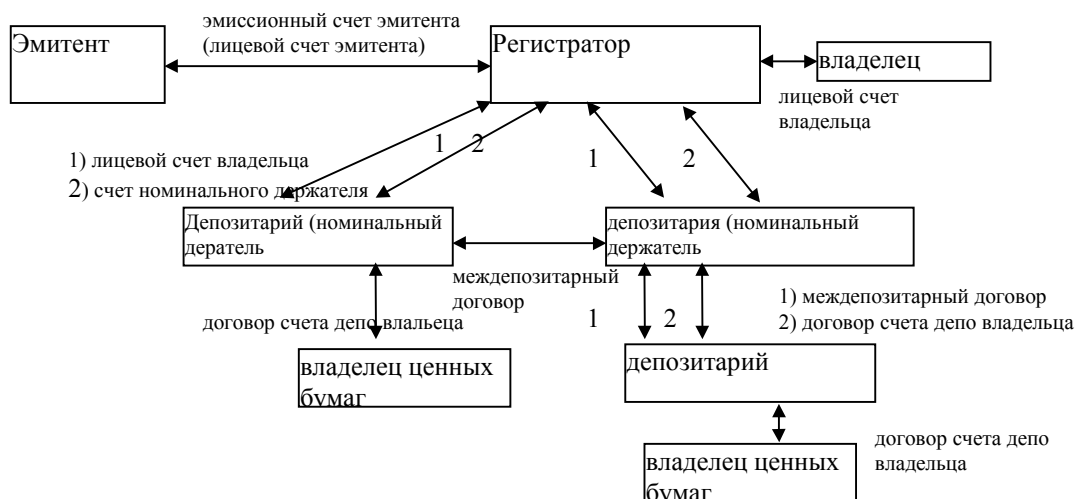 эмиссионный счет эмитента
(лицевой счет эмитента)
Эмитент
Регистратор
владелец
лицевой счет
владельца
1
2
1
2
1) лицевой счет владельца
2) счет номинального держателя
Депозитарий (номинальный
дератель
депозитария (номинальный
держатель
междепозитарный
договор
1) междепозитарный договор
2) договор счета депо владельца
договор счета депо влальеца
1
2
владелец ценных
бумаг
депозитарий
договор счета депо
владельца
владелец ценных
бумаг